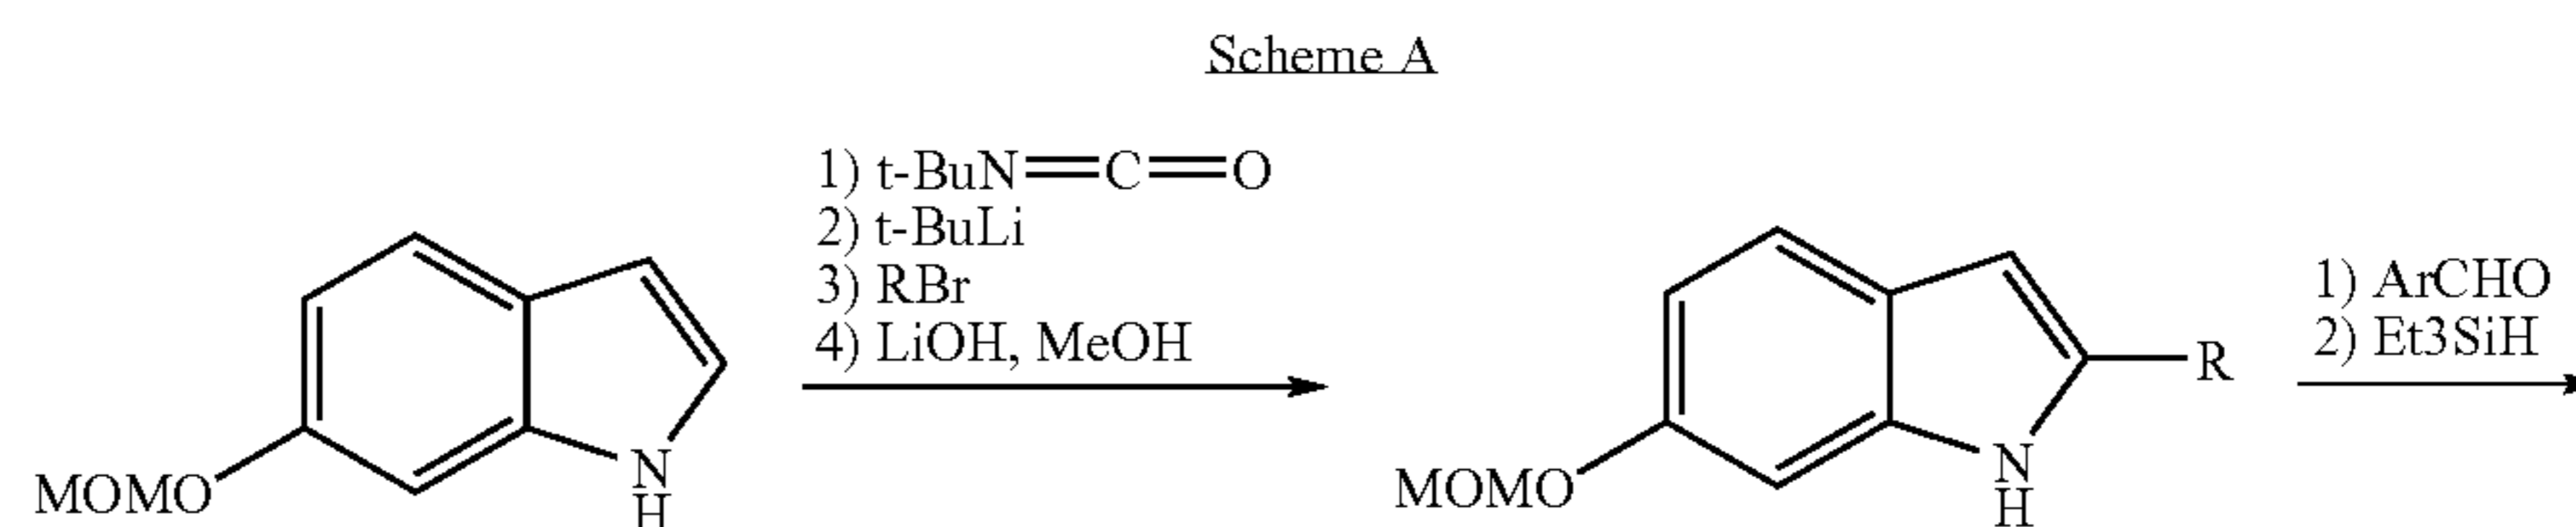 Scheme A
1) t-BuN=C=O
2) t-BuLi
3) RBr
4) LiOH, MeOH
MOMO
N
H
MOMO
N
H
R
1) ArCHO
2) Et3SiH